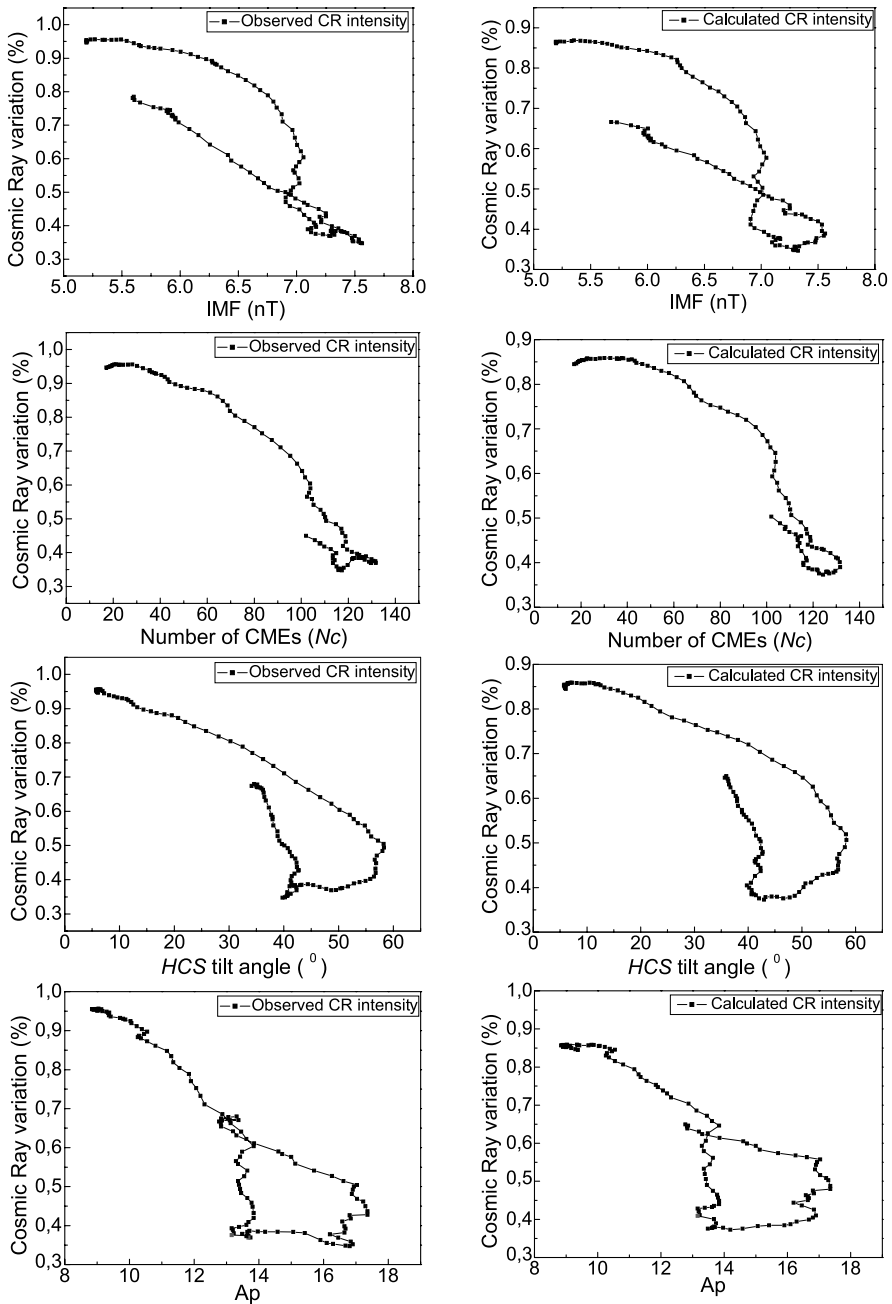 Cosmic Ray variation (%)
1.0
0.9
0.8
0.7
0.6
0.5
0.4
0.3
Observed CR intensity
5.0 5.5 6.0 6.5 7.0 7.5 8.0
IMF (nT)
Cosmic Ray variation (%)
1.0
0.9
0.8
0.7
0.6
0.5
0.4
0.3
Calculated CR intensity
5.0 5.5 6.0 6.5 7.0 7.5 8.0
IMF (nT)
Cosmic Ray variation (%)
1,0
0,9
0,8
0,7
0,6
0,5
0,4
0,3
Observed CR intensity
0 20 40 60 80 100 120 140
Number of CMEs (Nc)
Cosmic Ray variation (%)
0,9
0,8
0,7
0,6
0,5
0,4
0,3
Calculated CR intensity
0 20 40 60 80 100 120 140
Number of CMEs (Nc)
Cosmic Ray variation (%)
1.0
0.9
0.8
0.7
0.6
0.5
0.4
0.3
Observed CR intensity
0 10 20 30 40 50 60
HCS tilt angle ( ⁰ )
Cosmic Ray variation (%)
0.9
0.8
0.7
0.6
0.5
0.4
0.3
Calculated CR intensity
0 10 20 30 40 50 60
HCS tilt angle ( ⁰ )
Cosmic Ray variation (%)
1,0
0,9
0,8
0,7
0,6
0,5
0,4
0,3
Observed CR intensity
8 10 12 14 16 18
Ap
Cosmic Ray variation (%)
1,0
0,9
0,8
0,7
0,6
0,5
0,4
0,3
Calculated CR intensity
8 10 12 14 16 18
Ap